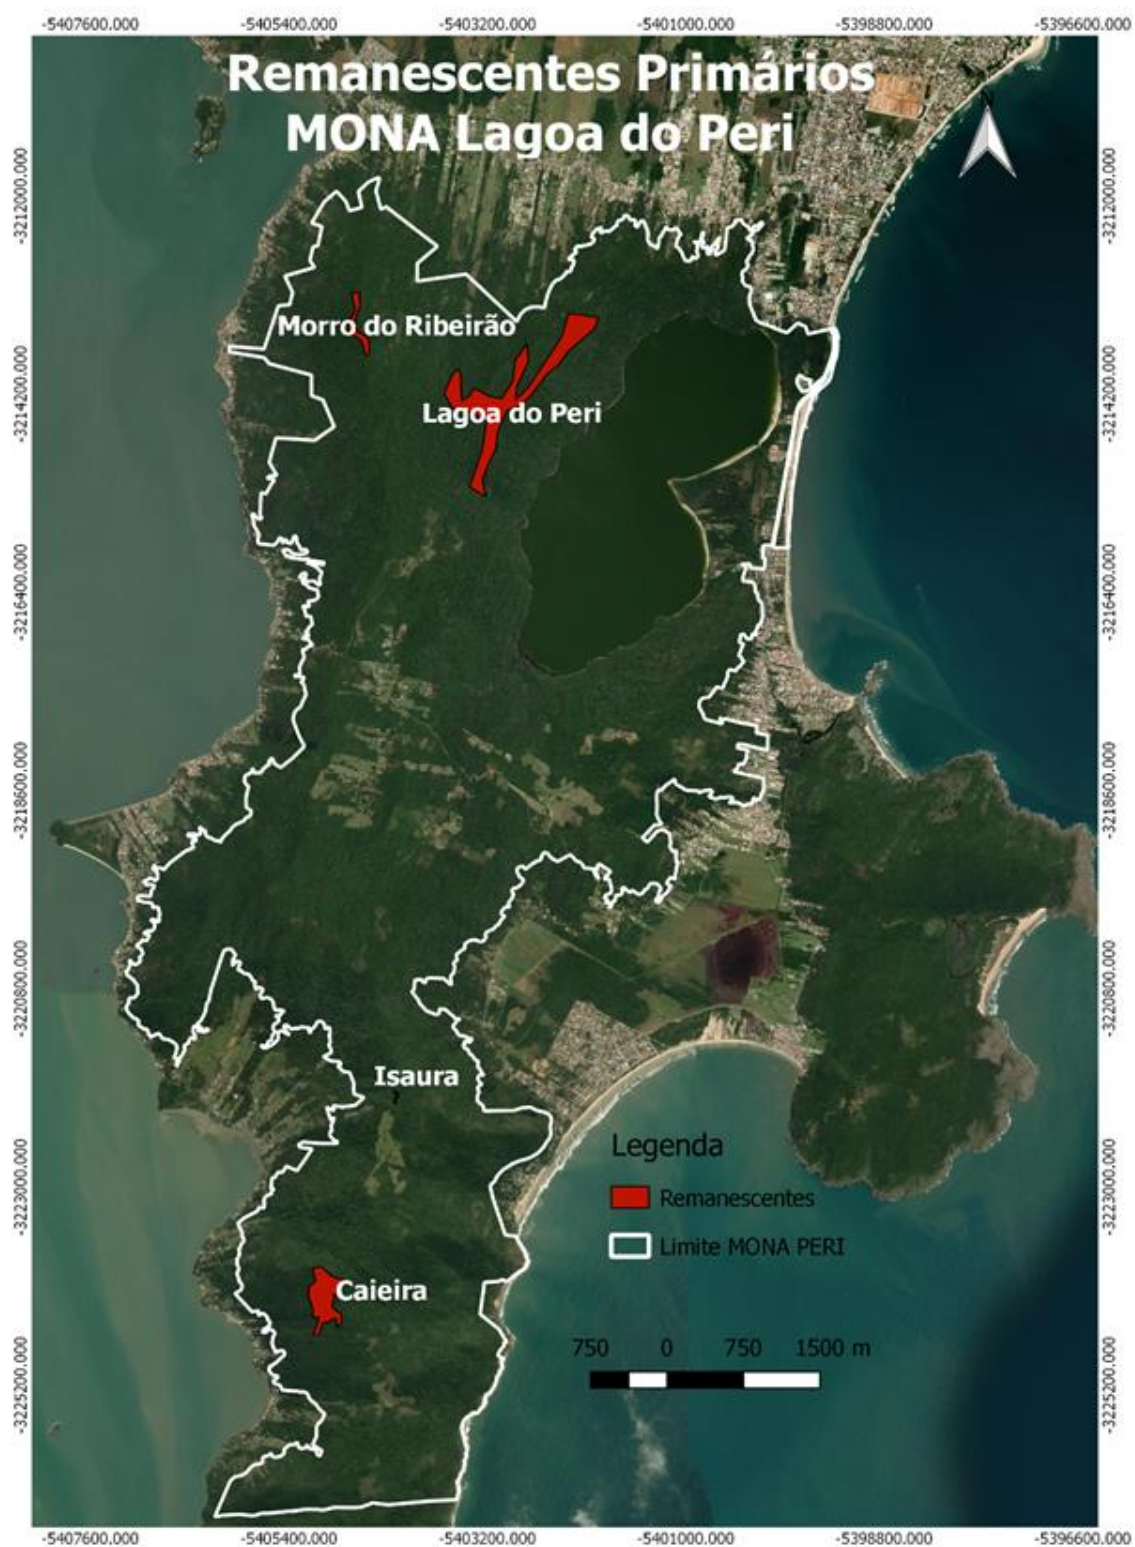 -5407600.000 -5405400.000 -5403200.000 -5401000.000 -5398800.000 -5396600.000
Remanescentes Primários
MONA Lagoa do Peri
N
-3212000.000 -3212000.000
Morro do Ribeirão
-3214200.000 -3214200.000
Lagoa do Peri
-3216400.000 -3216400.000
-3218600.000 -3218600.000
-3220800.000 -3220800.000
Isaura
Legenda
-3223000.000 -3223000.000
Remanescentes
Limite MONA PERI
Caieira
750 0 750 1500 m
-3225200.000 -3225200.000
-5407600.000 -5405400.000 -5403200.000 -5401000.000 -5398800.000 -5396600.000